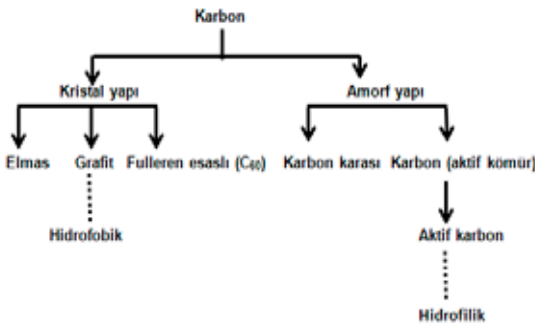 Karbon
Kristal yapı Amorf yapı
Elmas Grafit Fulleren esaslı (C₆₀) Karbon karası Karbon (aktif kömür)
Hidrofobik Aktif karbon
Hidrofilik